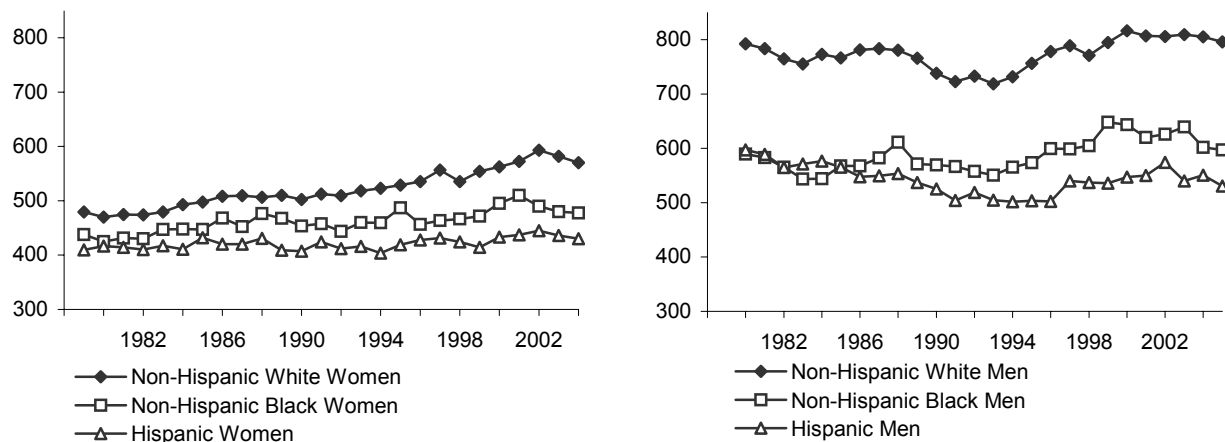 800
700
600
500
400
300
1982 1986 1990 1994 1998 2002
Non-Hispanic White Women
Non-Hispanic Black Women
Hispanic Women
800
700
600
500
400
300
1982 1986 1990 1994 1998 2002
Non-Hispanic White Men
Non-Hispanic Black Men
Hispanic Men